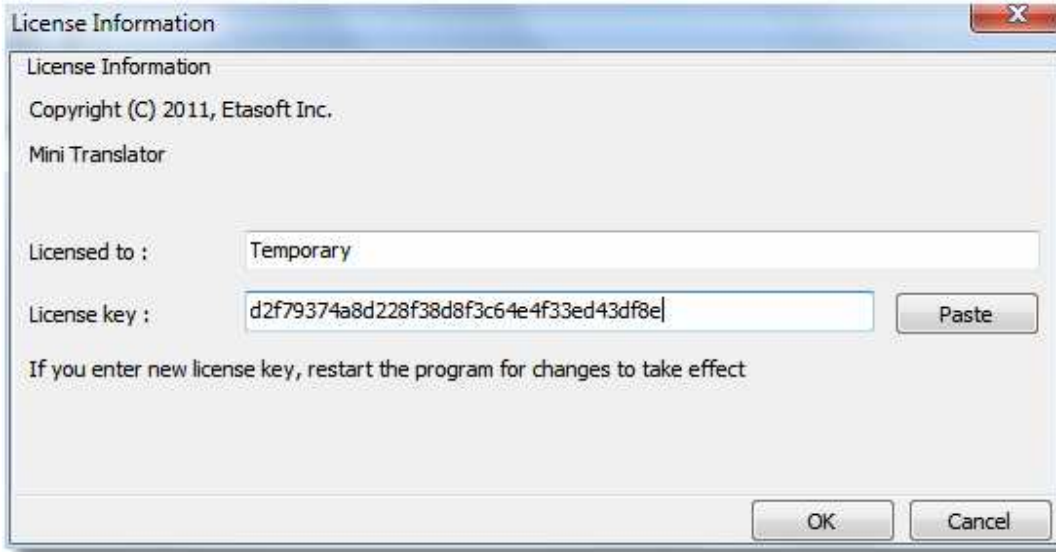 License Information
License Information
Copyright (C) 2011, Etasoft Inc.
Mini Translator
Licensed to : Temporary
License key : d2f79374a8d228f38d8f3c64e4f33ed43df8e Paste
If you enter new license key, restart the program for changes to take effect
OK Cancel